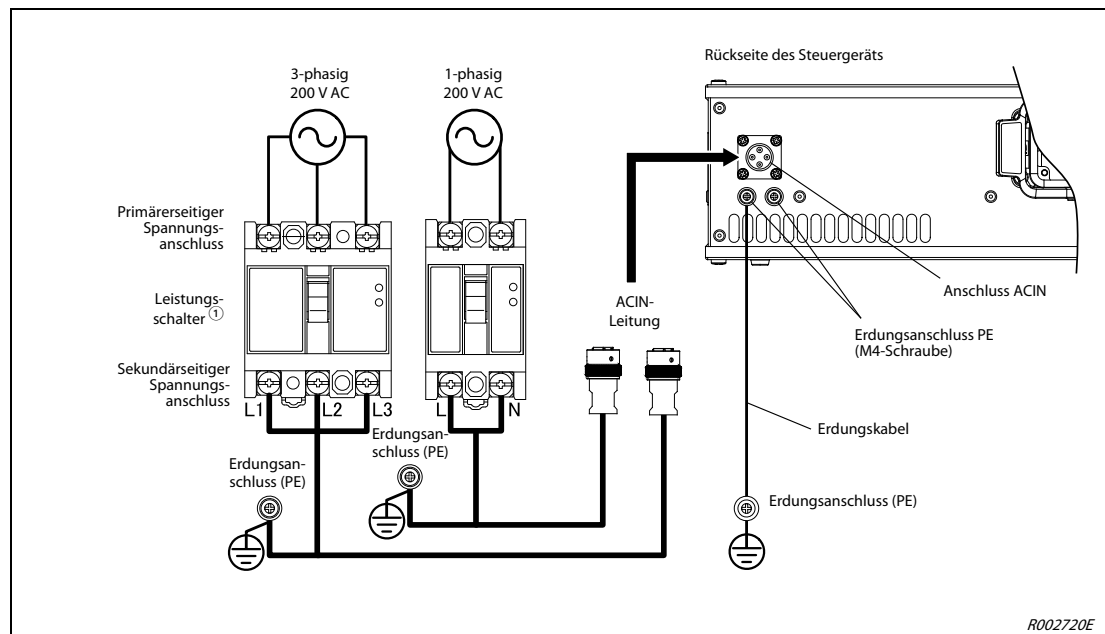 Rückseite des Steuergeräts
3-phasig
200 V AC
1-phasig
200 V AC
Primärerseitiger
Spannungs-
anschluss
Leistungs-
schalter ①
Sekundärseitiger
Spannungs-
anschluss
L1
L2
L3
L
N
ACIN-
Leitung
Anschluss ACIN
Erdungsanschluss PE
(M4-Schraube)
Erdungskabel
Erdungsan-
schluss (PE)
Erdungsan-
schluss (PE)
Erdungsanschluss (PE)
R002720E